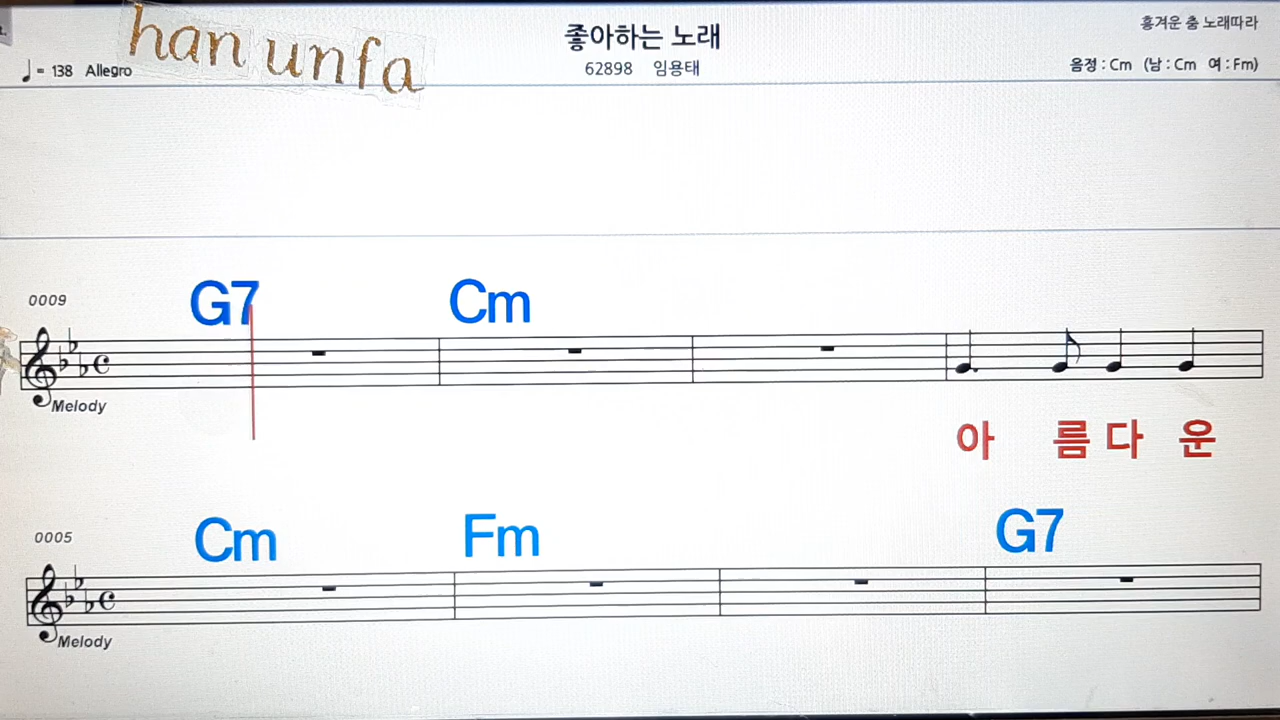 han unfa
좋아하는 노래
흥겨운 춤 노래따라
♩= 138 Allegro
62898 임용태
음정 : Cm (남 : Cm 여 : Fm)
G7 Cm
0009
Melody
아 름 다 운
Cm Fm G7
0005
Melody